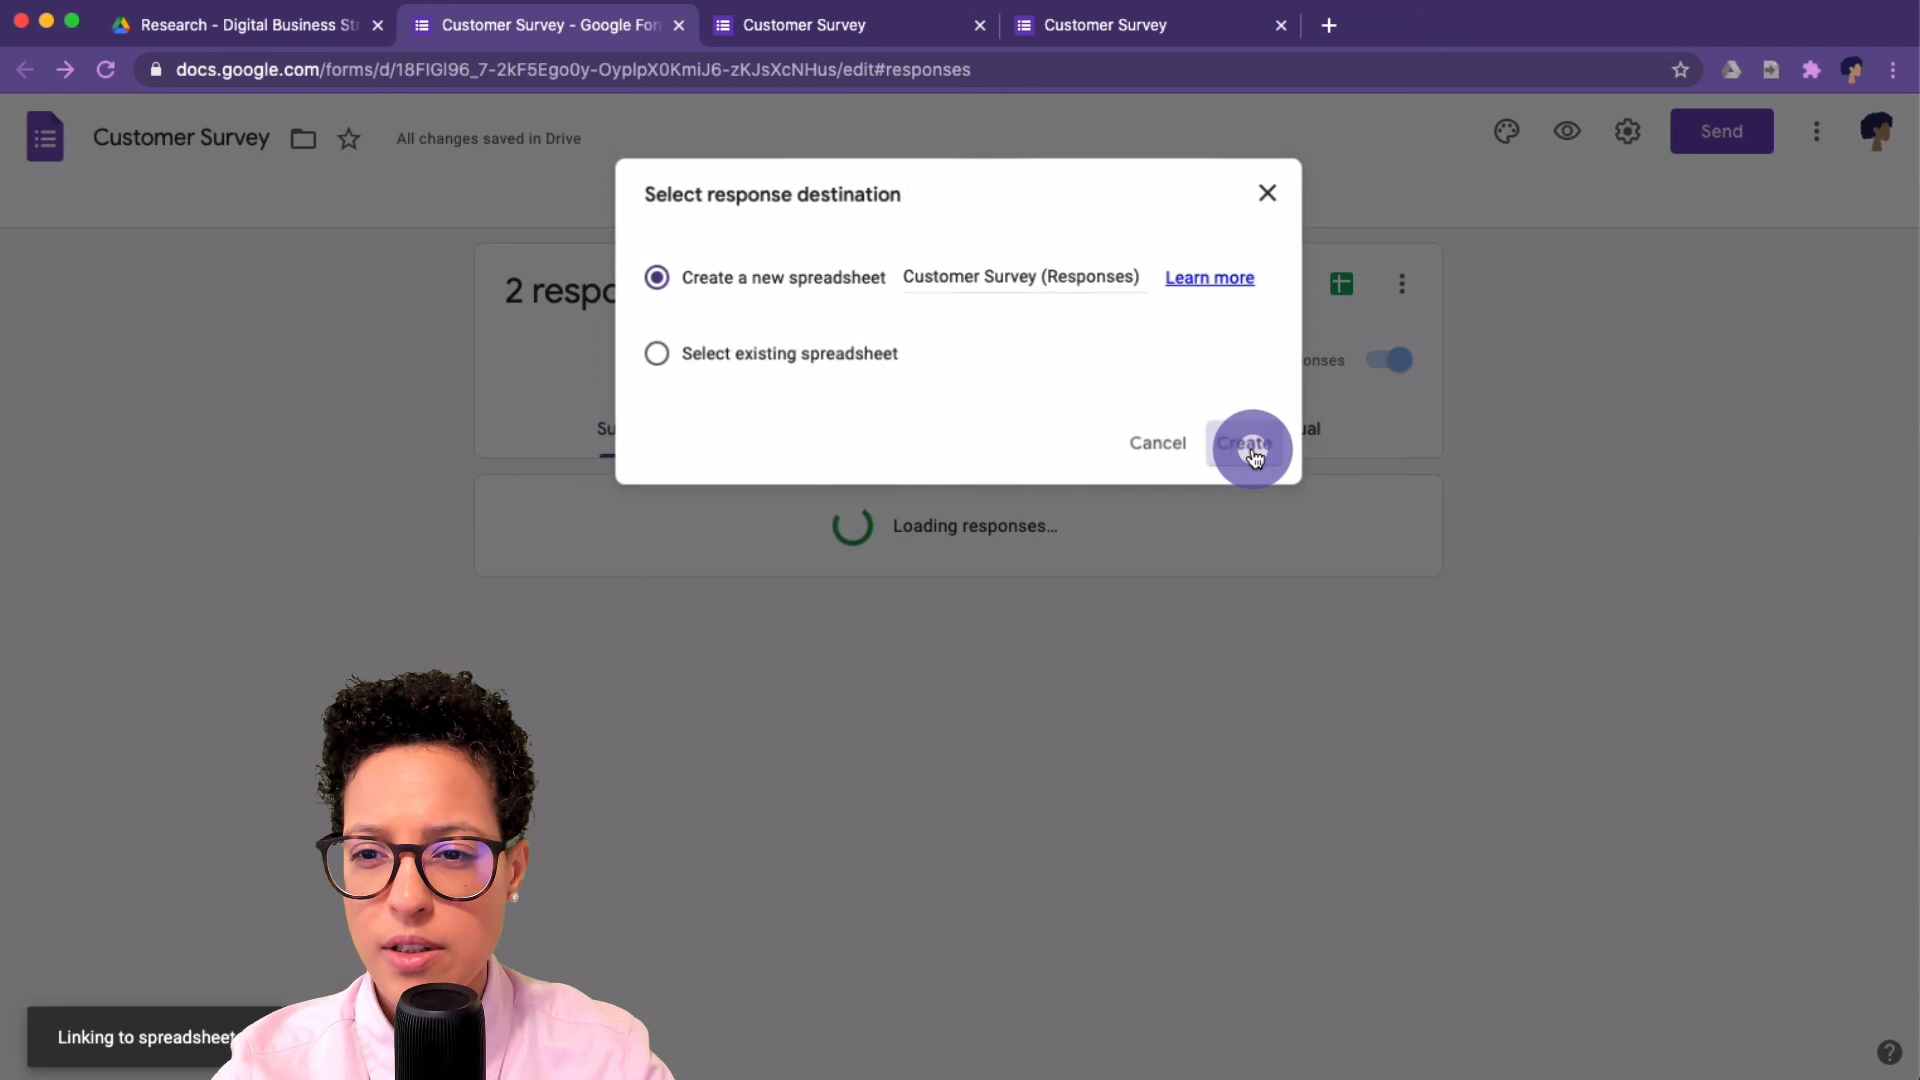 Research - Digital Business Str
Customer Survey - Google For
Customer Survey
Customer Survey
docs.google.com/forms/d/18FIGl96_7-2kF5Ego0y-OyplpX0KmiJ6-zKJsXcNHus/edit#responses
Customer Survey
All changes saved in Drive
Send
Select response destination
2 respo
Create a new spreadsheet
Customer Survey (Responses)
Learn more
Select existing spreadsheet
onses
Su
Cancel
Create
ual
Loading responses...
Linking to spreadsheet